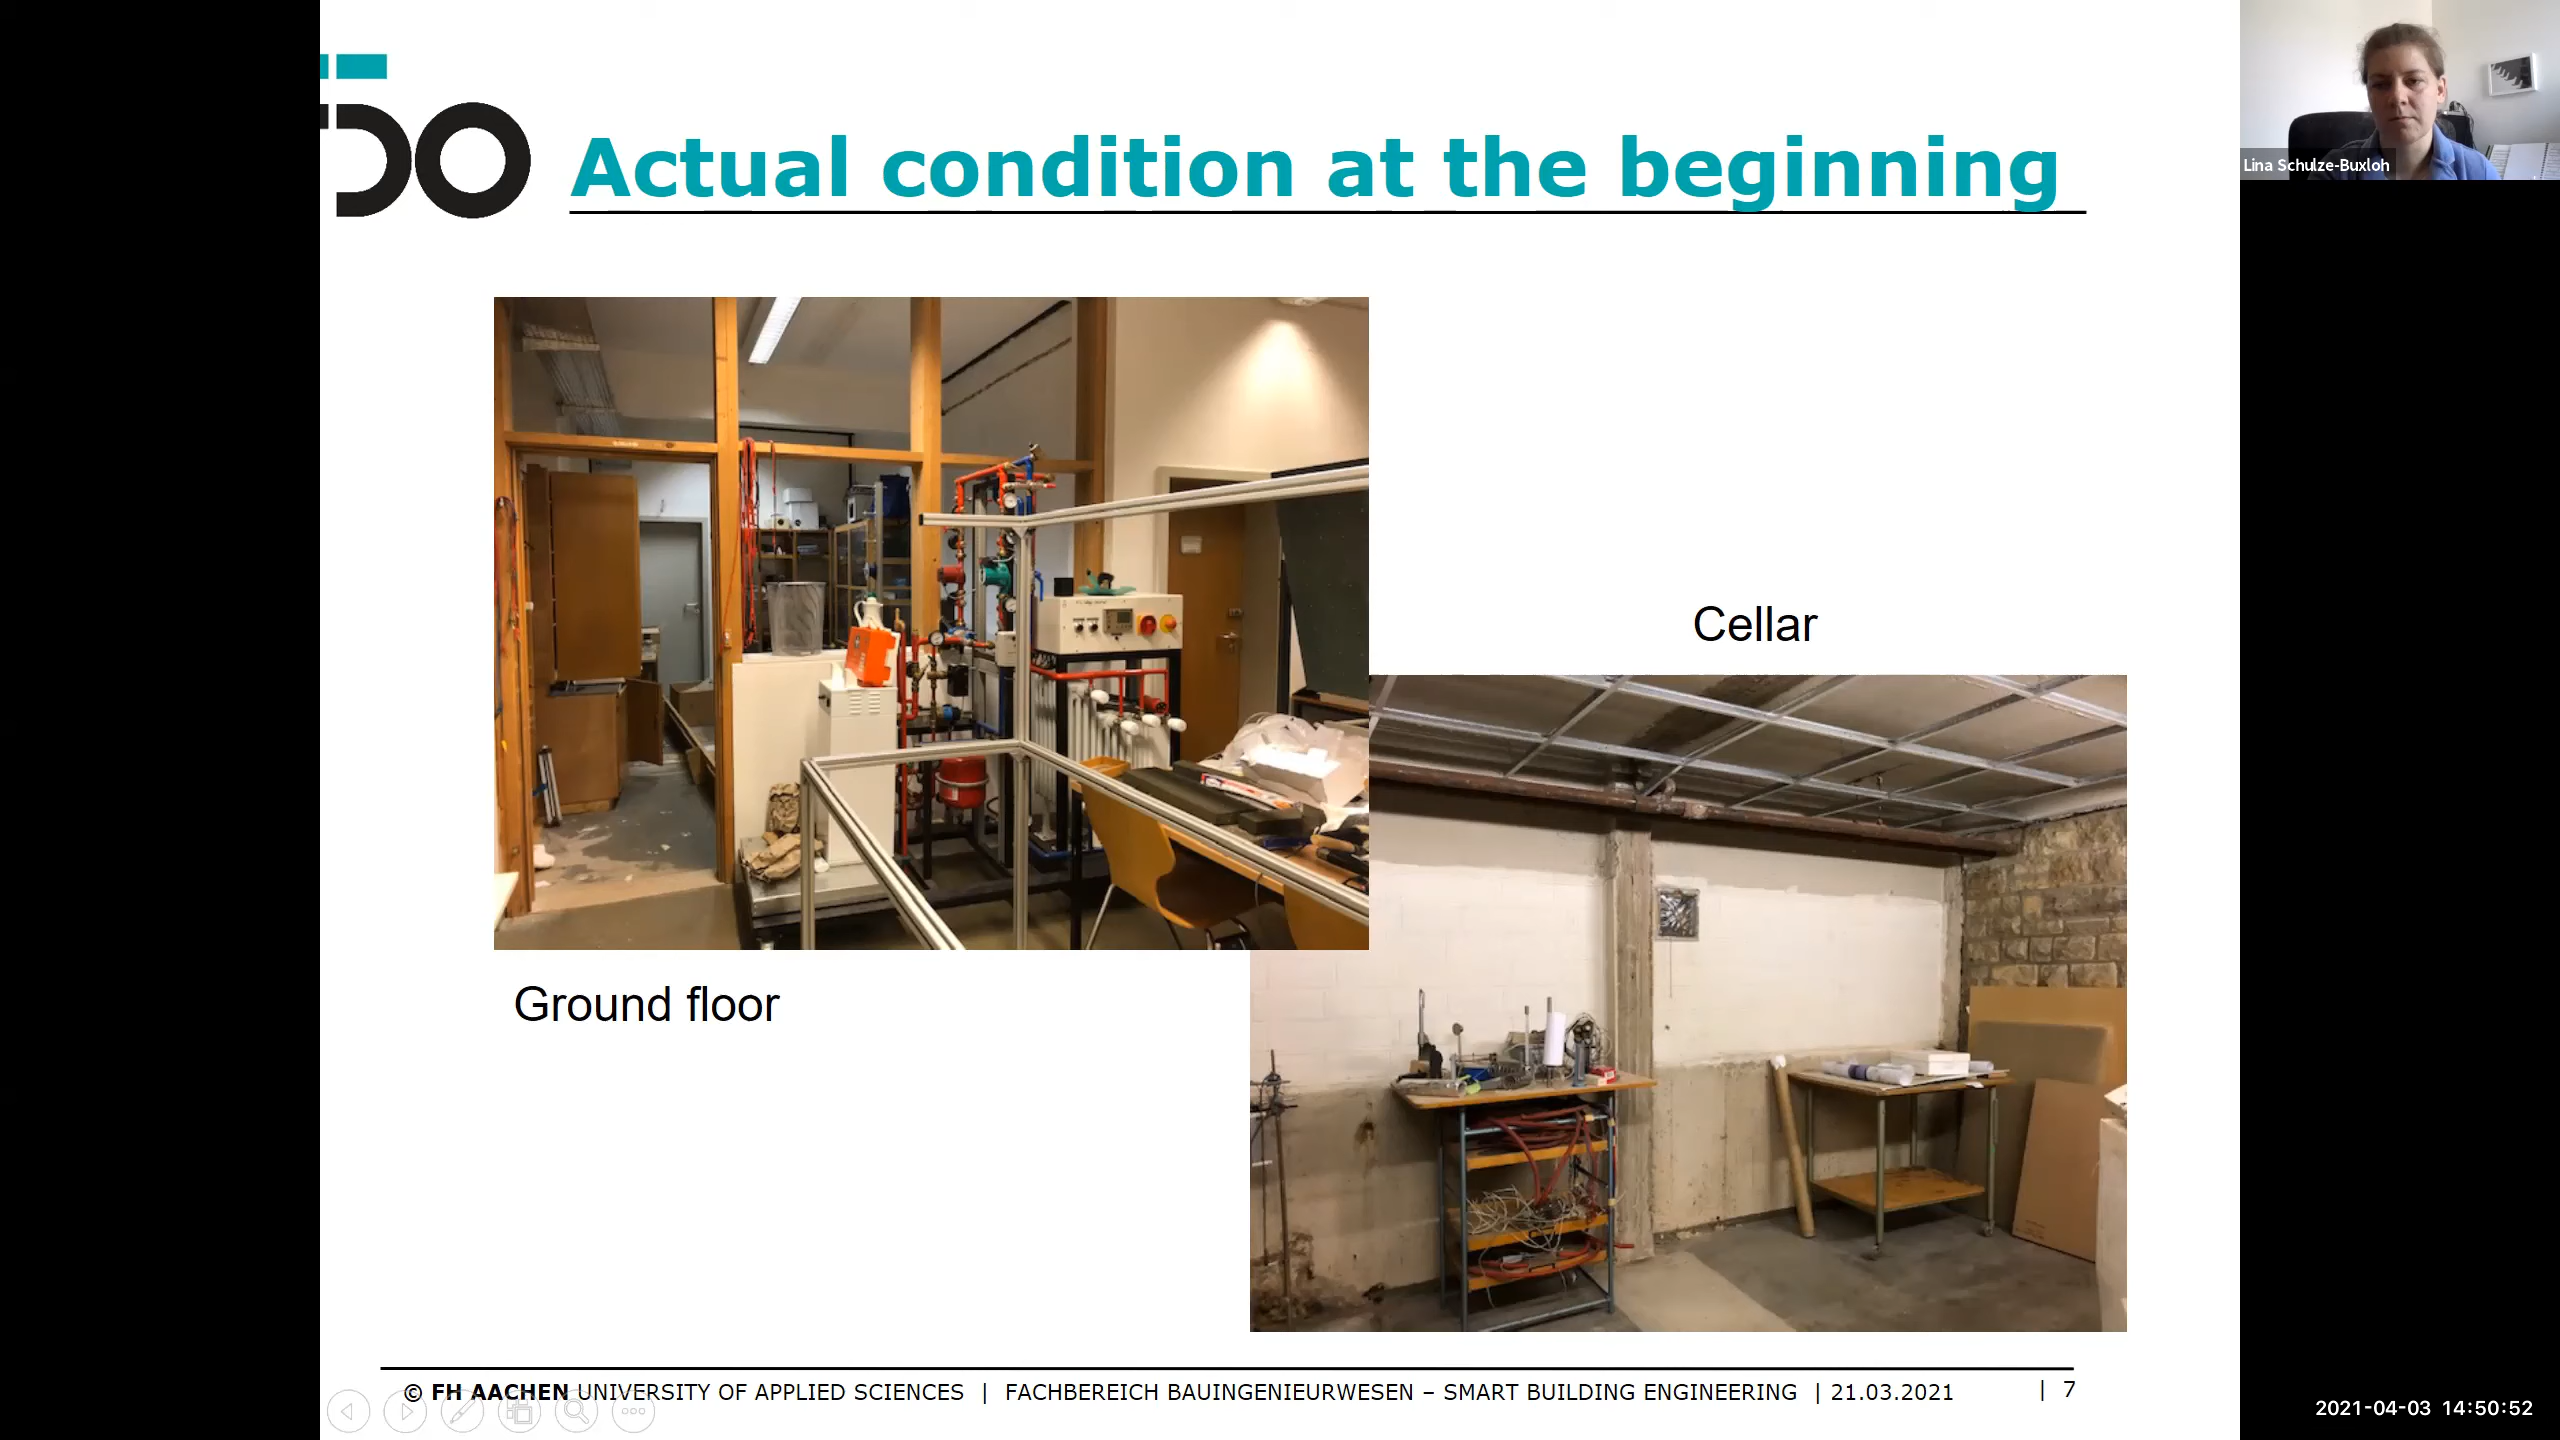 Actual condition at the beginning
Lina Schulze-Buxloh
Cellar
Ground floor
© FH AACHEN UNIVERSITY OF APPLIED SCIENCES | FACHBEREICH BAUINGENIEURWESEN – SMART BUILDING ENGINEERING | 21.03.2021 | 7
2021-04-03 14:50:52